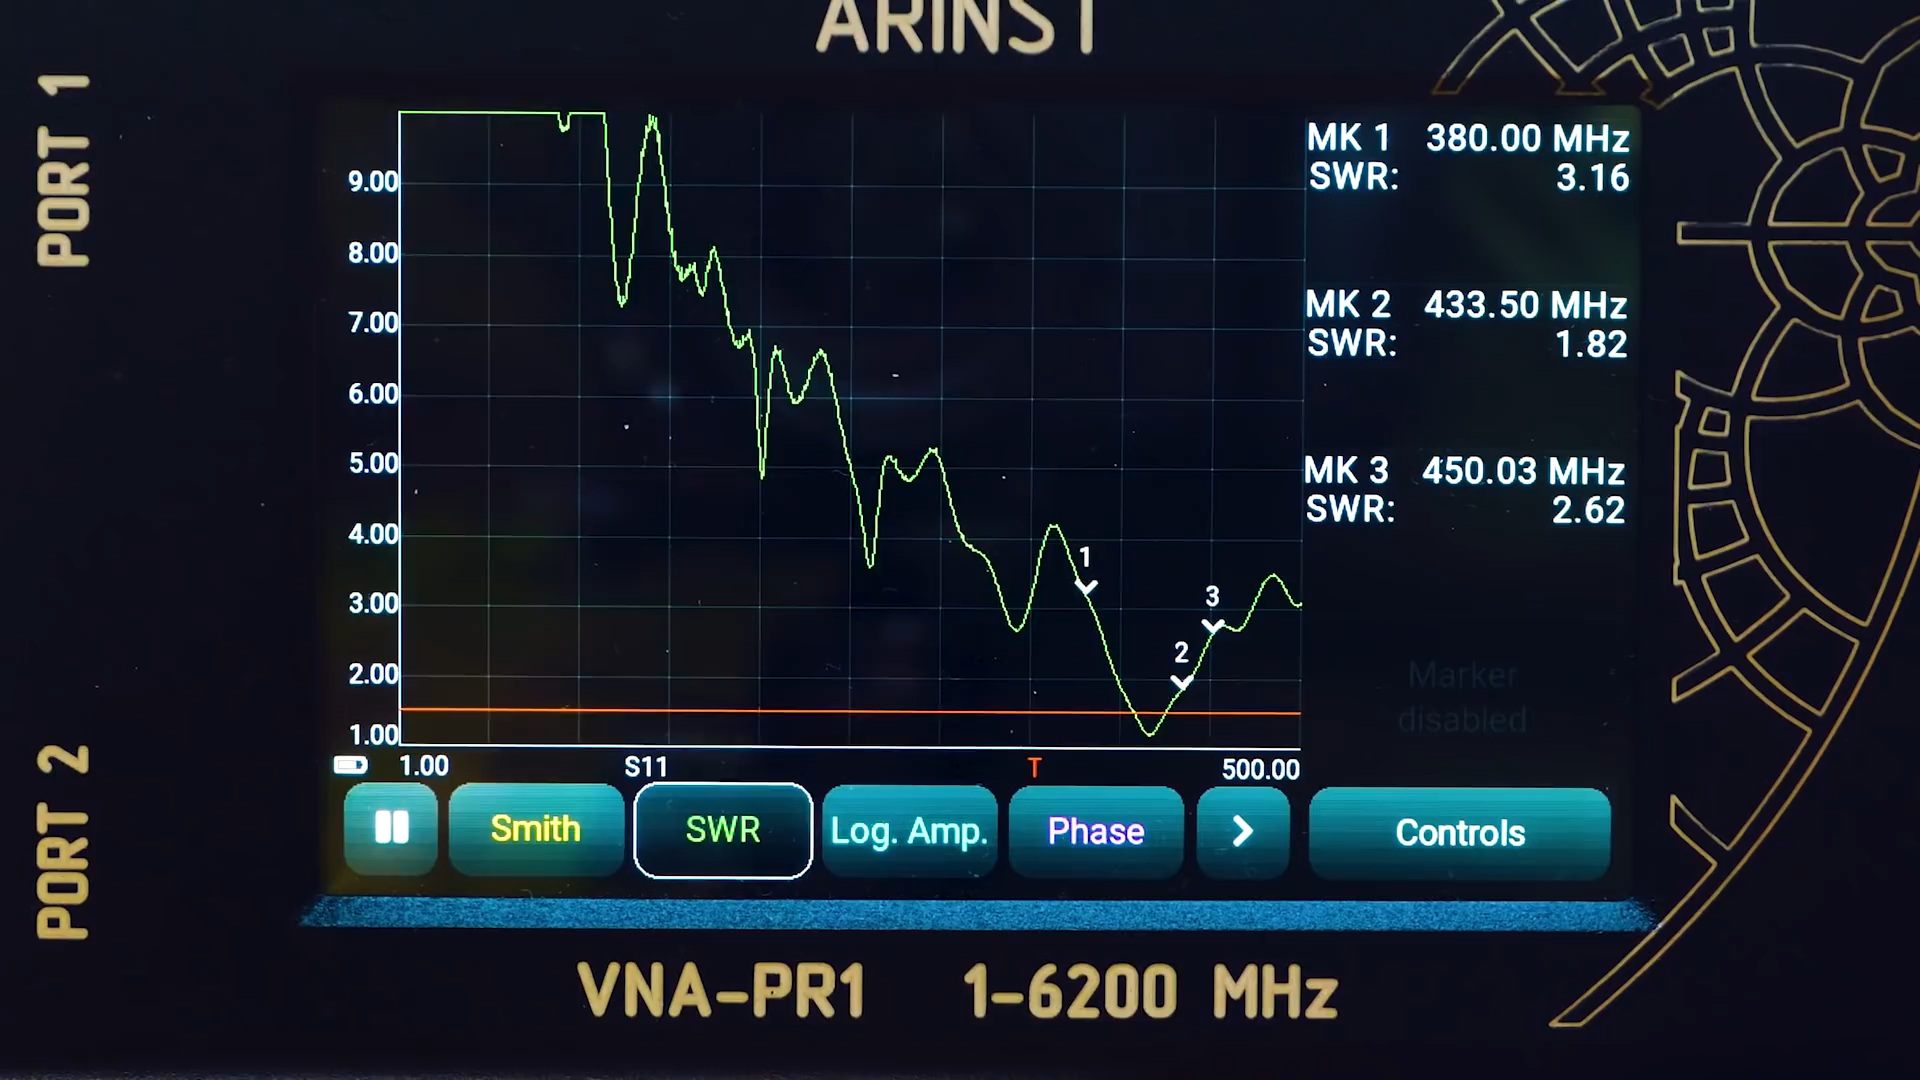 ARINST
PORT 1
PORT 2
9.00
8.00
7.00
6.00
5.00
4.00
3.00
2.00
1.00
1
2
3
1.00
S11
T
500.00
MK 1 380.00 MHz
SWR: 3.16
MK 2 433.50 MHz
SWR: 1.82
MK 3 450.03 MHz
SWR: 2.62
Marker
disabled
Smith
SWR
Log. Amp.
Phase
Controls
VNA-PR1 1-6200 MHz